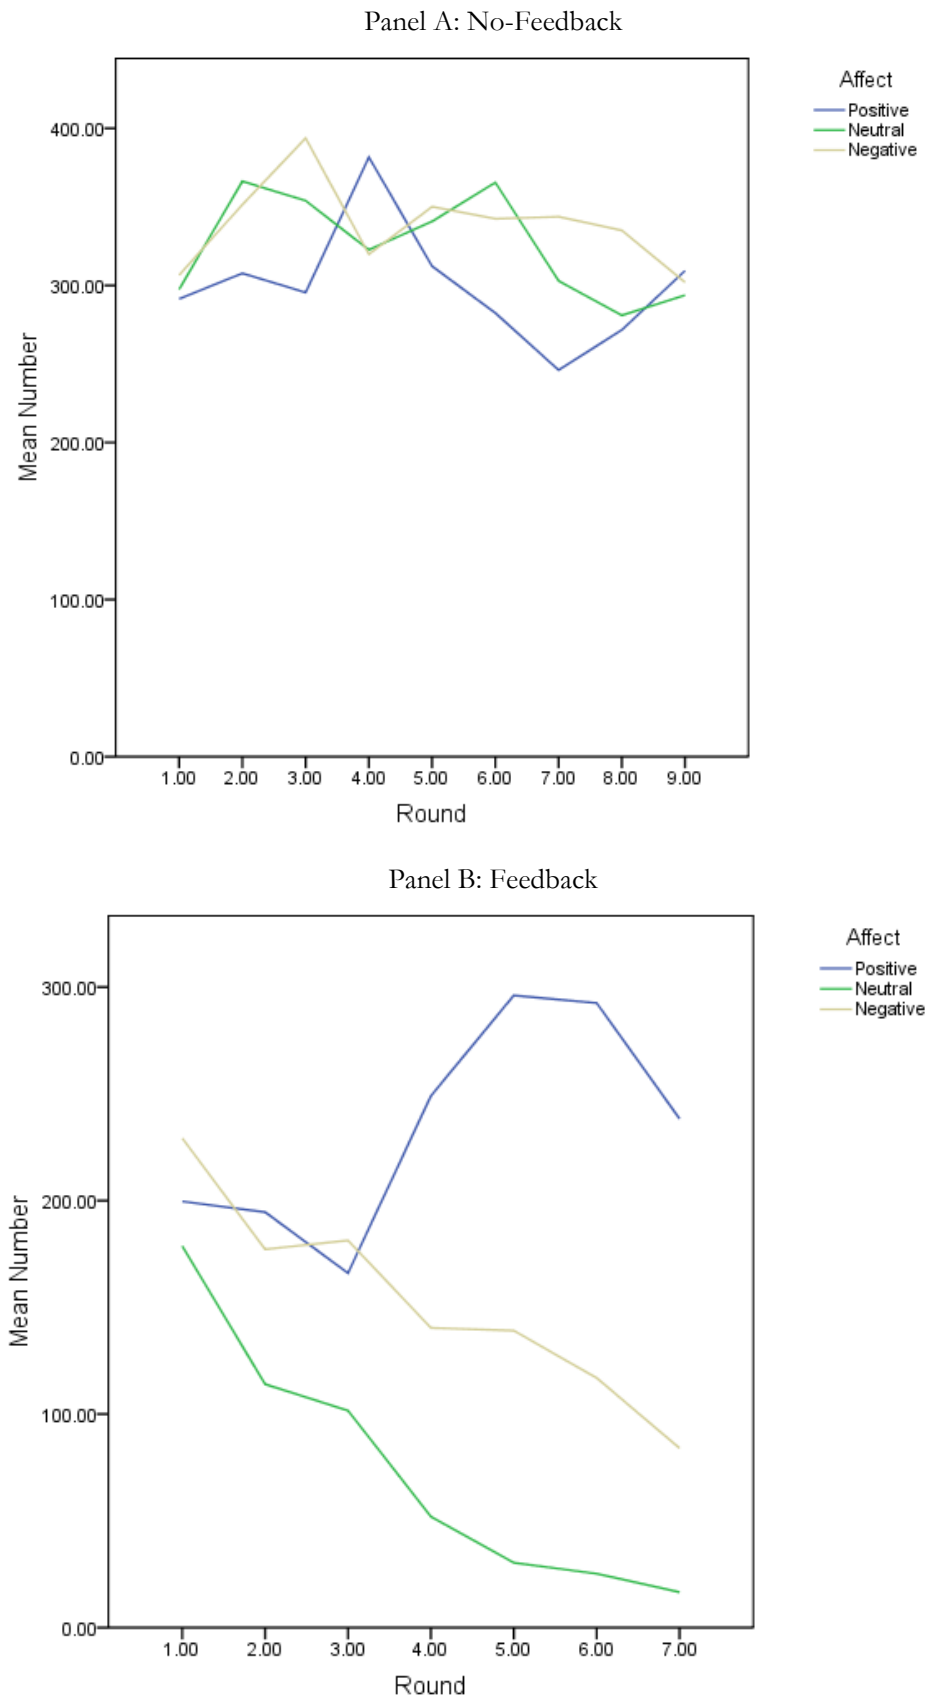 Panel A: No-Feedback
Affect
Positive
Neutral
Negative
400.00
300.00
200.00
100.00
0.00
Mean Number
1.00 2.00 3.00 4.00 5.00 6.00 7.00 8.00 9.00
Round
Panel B: Feedback
Affect
Positive
Neutral
Negative
300.00
200.00
100.00
0.00
Mean Number
1.00 2.00 3.00 4.00 5.00 6.00 7.00
Round